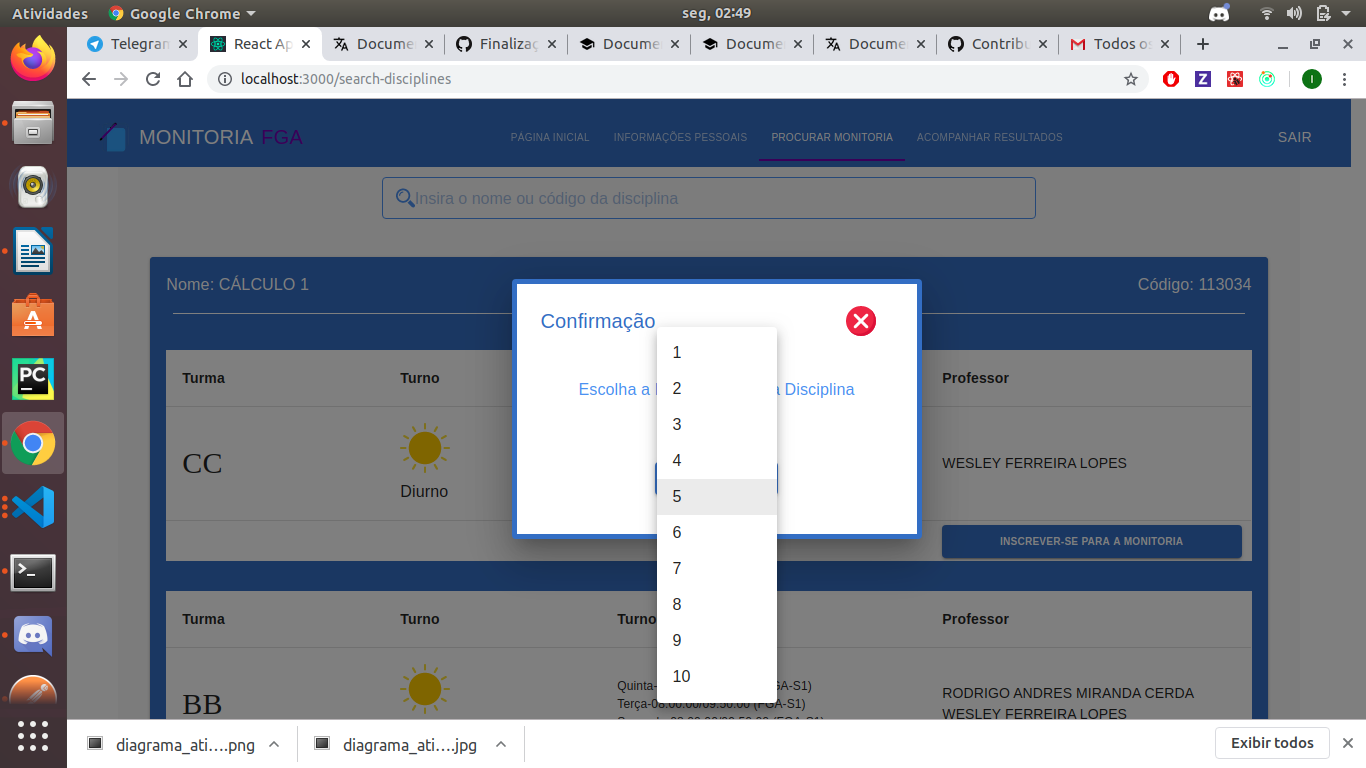 Atividades
Google Chrome
seg, 02:49
Telegran
React Ap
Docume
Finalizaç
Docume
Docume
Docume
Contribu
Todos os
localhost:3000/search-disciplines
MONITORIA FGA
PÁGINA INICIAL
INFORMAÇÕES PESSOAIS
PROCURAR MONITORIA
ACOMPANHAR RESULTADOS
SAIR
Insira o nome ou código da disciplina
Nome: CÁLCULO 1
Código: 113034
Confirmação
Escolha a
Disciplina
1
2
3
4
5
6
7
8
9
10
Turma
Turno
Professor
CC
Diurno
WESLEY FERREIRA LOPES
INSCREVER-SE PARA A MONITORIA
Turma
Turno
Turno
Professor
BB
Quinta-
GA-S1)
Terça-08:00:00/09:50:00 (FGA-S1)
RODRIGO ANDRES MIRANDA CERDA
WESLEY FERREIRA LOPES
diagrama_ati....png
diagrama_ati....jpg
Exibir todos